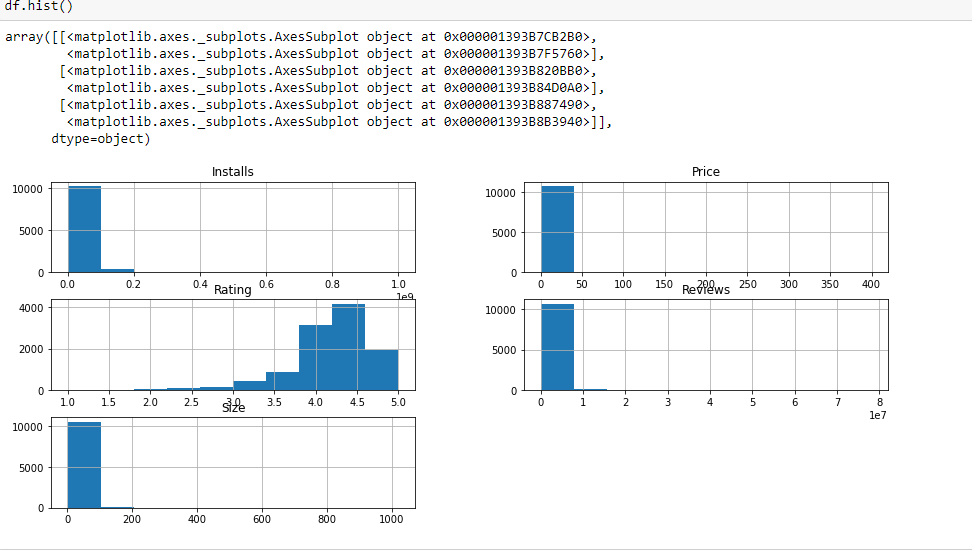 df.hist()
array([[<matplotlib.axes._subplots.AxesSubplot object at 0x000001393B7CB2B0>,
<matplotlib.axes._subplots.AxesSubplot object at 0x000001393B7F5760>],
[<matplotlib.axes._subplots.AxesSubplot object at 0x000001393B820BB0>,
<matplotlib.axes._subplots.AxesSubplot object at 0x000001393B84D0A0>],
[<matplotlib.axes._subplots.AxesSubplot object at 0x000001393B887490>,
<matplotlib.axes._subplots.AxesSubplot object at 0x000001393B8B3940>]],
dtype=object)
Installs
10000
5000
0
0.0 0.2 0.4 0.6 0.8 1.0
1e9
Price
10000
5000
0
0 50 100 150 200 250 300 350 400
Rating
4000
2000
0
1.0 1.5 2.0 2.5 3.0 3.5 4.0 4.5 5.0
Reviews
10000
5000
0
0 1 2 3 4 5 6 7 8
1e7
Size
10000
5000
0
0 200 400 600 800 1000